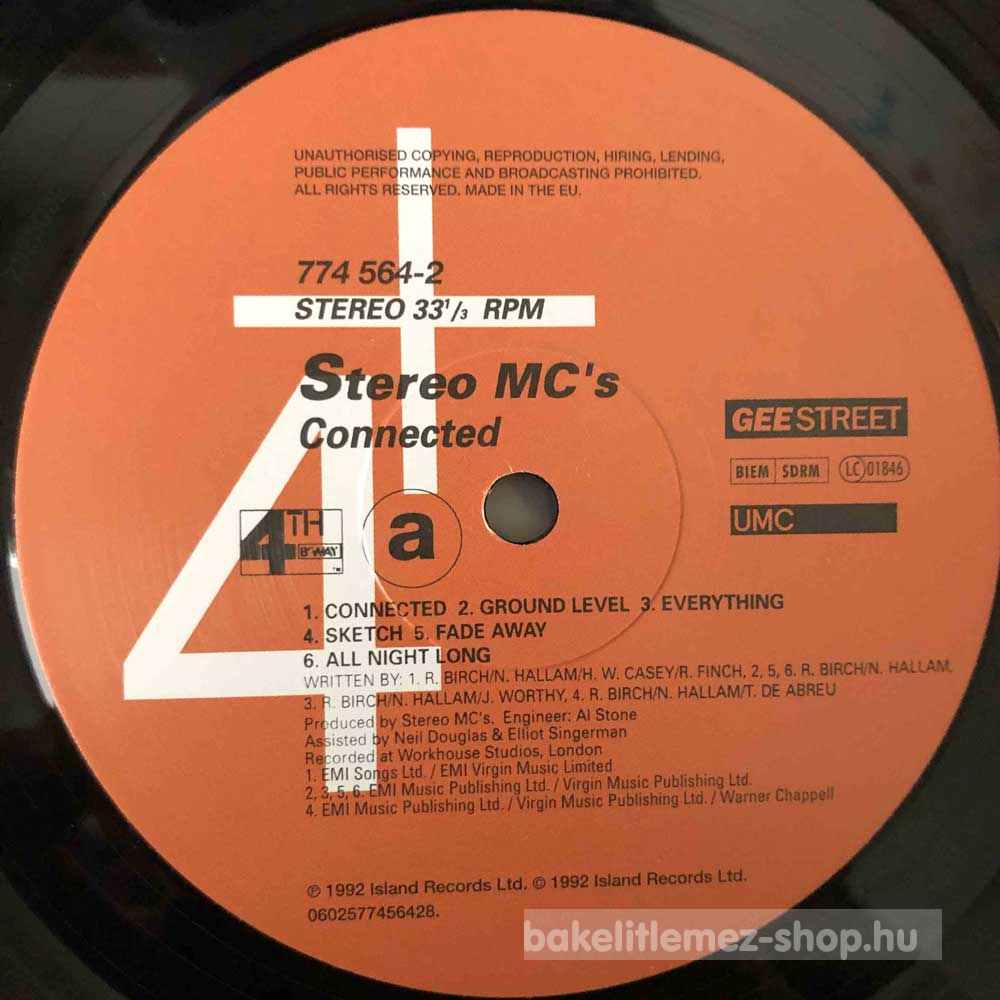 UNAUTHORISED COPYING, REPRODUCTION, HIRING, LENDING,
PUBLIC PERFORMANCE AND BROADCASTING PROHIBITED.
ALL RIGHTS RESERVED. MADE IN THE EU.
774 564-2
STEREO 33¹/₃ RPM
Stereo MC's
Connected
GEESTREET
BIEM SDRM LC 01846
UMC
4TH
B'WAY
TM
a
4
1. CONNECTED 2. GROUND LEVEL 3. EVERYTHING
4. SKETCH 5. FADE AWAY
6. ALL NIGHT LONG
WRITTEN BY: 1. R. BIRCH/N. HALLAM/H. W. CASEY/R. FINCH, 2, 5, 6. R. BIRCH/N. HALLAM,
3. R. BIRCH/N. HALLAM/J. WORTHY, 4. R. BIRCH/N. HALLAM/T. DE ABREU
Produced by Stereo MC's. Engineer: Al Stone
Assisted by Neil Douglas & Elliot Singerman
Recorded at Workhouse Studios, London
1. EMI Songs Ltd. / EMI Virgin Music Limited
2, 3, 5, 6. EMI Music Publishing Ltd. / Virgin Music Publishing Ltd.
4. EMI Music Publishing Ltd. / Virgin Music Publishing Ltd. / Warner Chappell
℗ 1992 Island Records Ltd. © 1992 Island Records Ltd.
0602577456428.
bakelitlemez-shop.hu